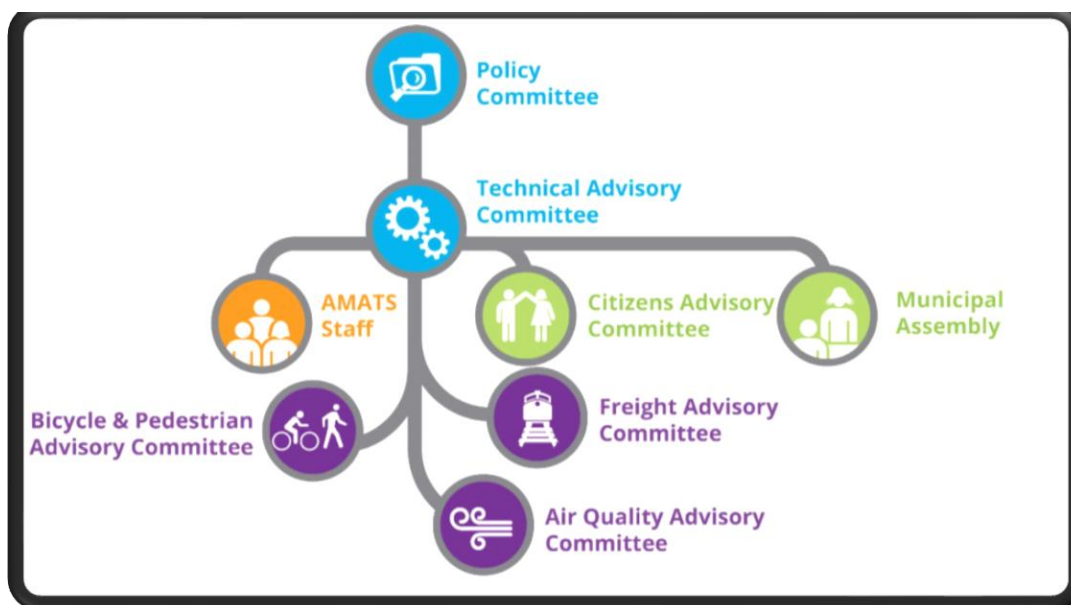 Policy
Committee
Technical Advisory
Committee
AMATS
Staff
Citizens Advisory
Committee
Municipal
Assembly
Bicycle & Pedestrian
Advisory Committee
Freight Advisory
Committee
Air Quality Advisory
Committee